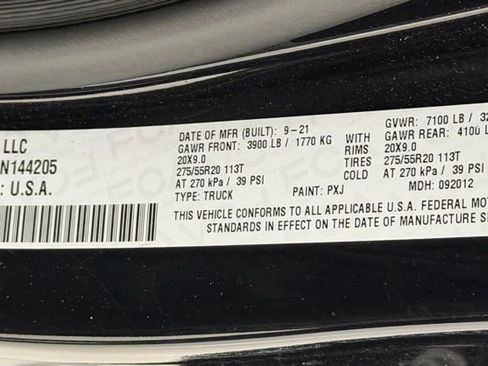 LLC
N144205
: U.S.A.
DATE OF MFR (BUILT): 9-21 GVWR: 7100 LB / 32
GAWR FRONT: 3900 LB / 1770 KG WITH GAWR REAR: 4100 L
20X9.0 RIMS 20X9.0
275/55R20 113T TIRES 275/55R20 113T
AT 270 kPa / 39 PSI AT 270 kPa / 39 PSI
TYPE: TRUCK PAINT: PXJ MDH: 092012
THIS VEHICLE CONFORMS TO ALL APPLICABLE U.S.A. FEDERAL MOT
STANDARDS IN EFFECT ON THE DATE OF MANUFACTURE S